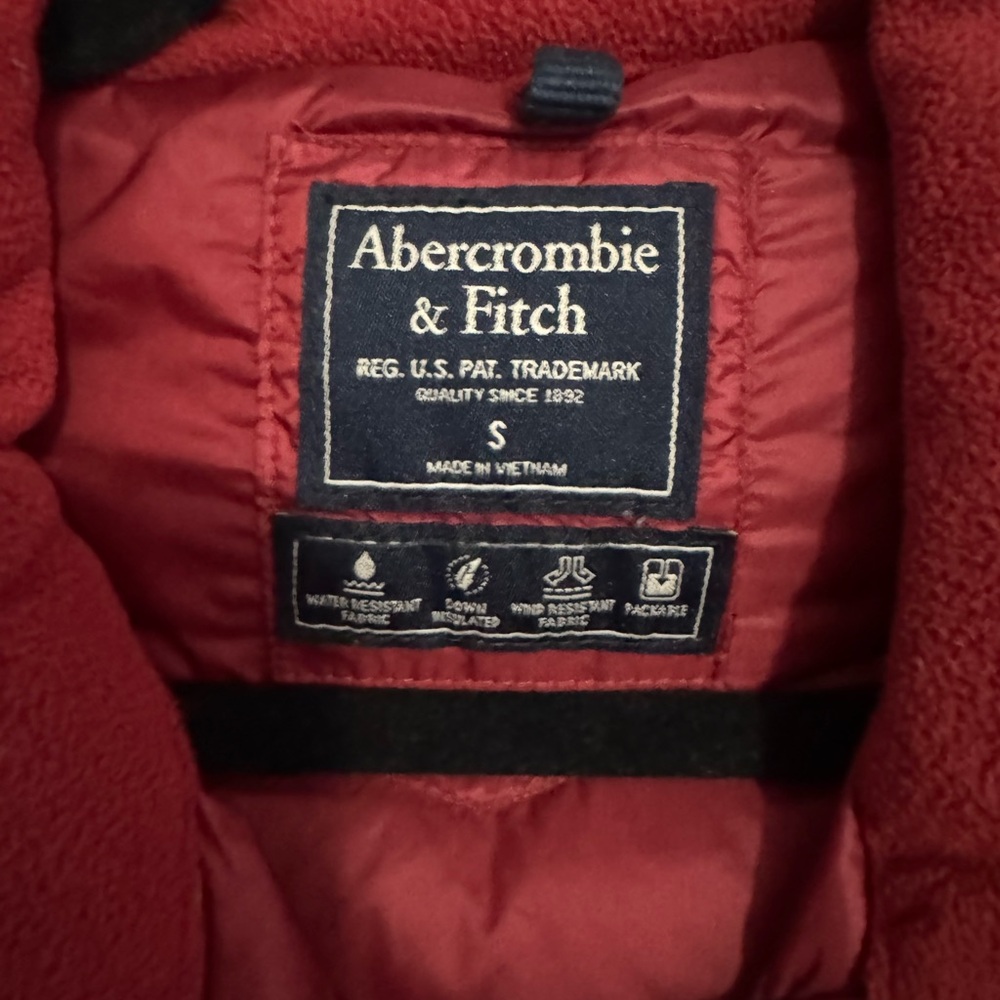 Abercrombie
& Fitch
REG. U.S. PAT. TRADEMARK
QUALITY SINCE 1892
S
MADE IN VIETNAM
WATER RESISTANT
FABRIC
DOWN
INSULATED
WIND RESISTANT
FABRIC
PACKABLE